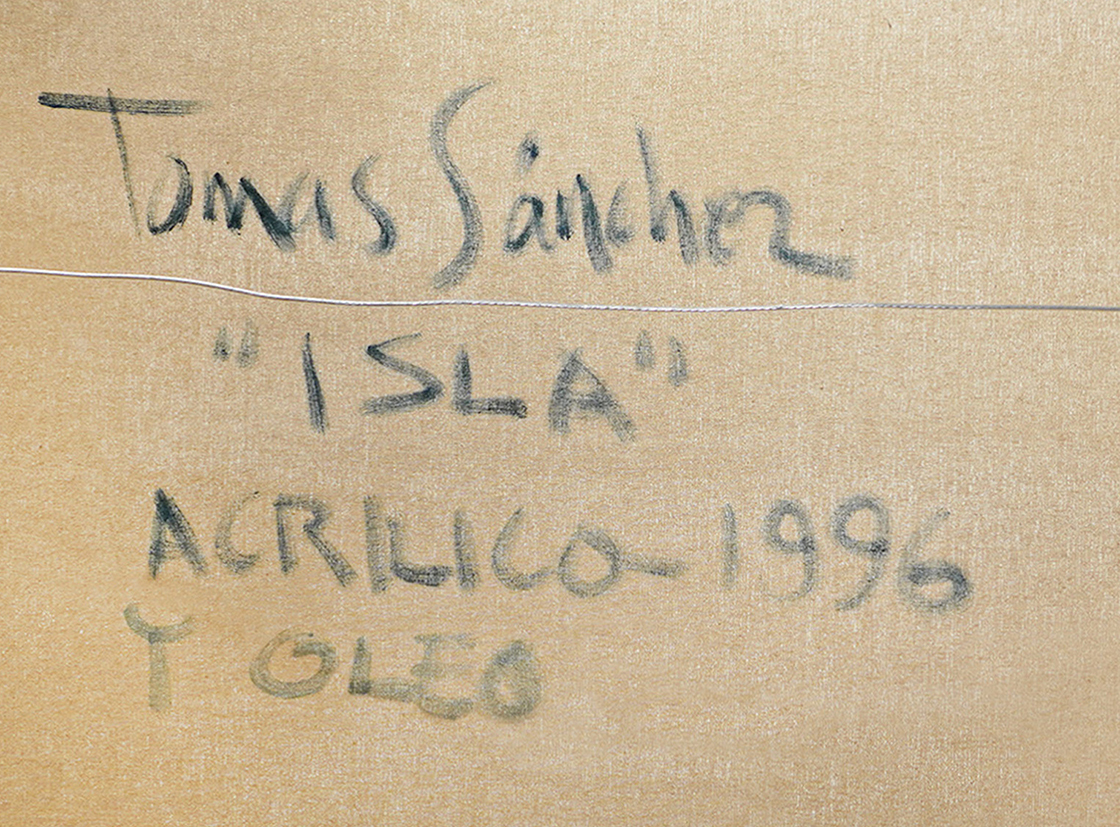 Tomas Sánchez
"ISLA"
ACRILICO-1996
Y OLEO